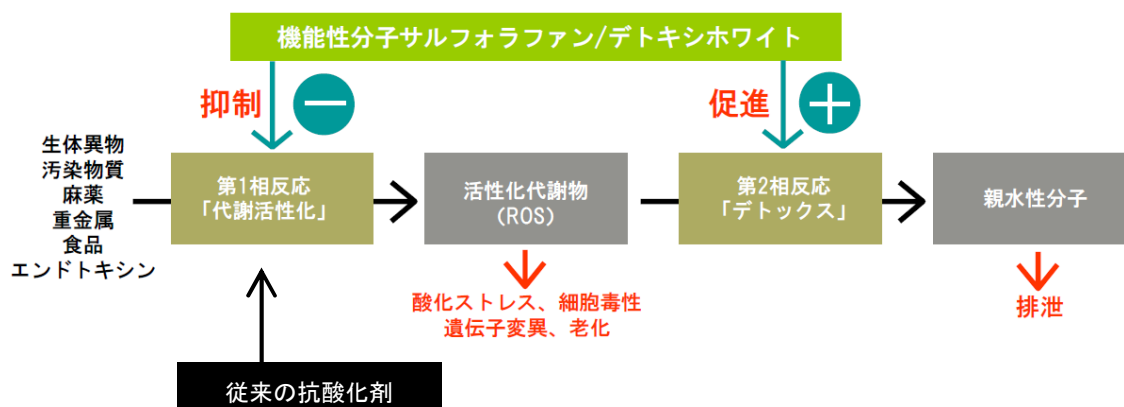 機能性分子サルフォラファン/デトキシホワイト
抑制
促進
生体異物
汚染物質
麻薬
重金属
食品
エンドトキシン
第1相反応
「代謝活性化」
活性化代謝物
(ROS)
第2相反応
「デトックス」
親水性分子
酸化ストレス、細胞毒性
遺伝子変異、老化
排泄
従来の抗酸化剤